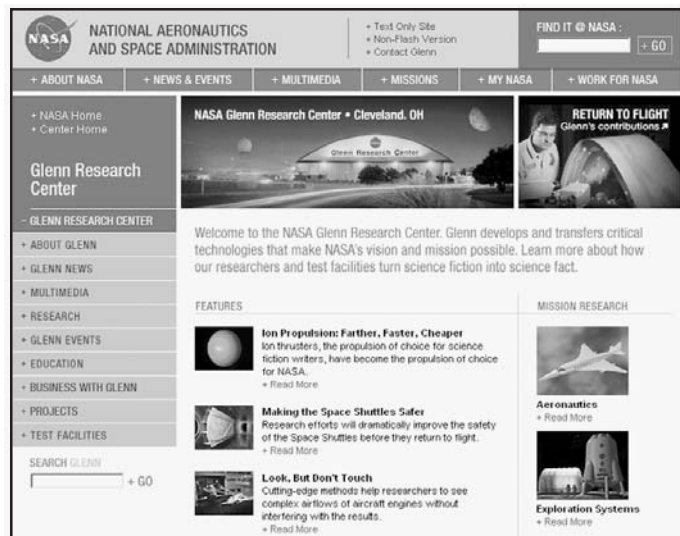 NASA
NATIONAL AERONAUTICS
AND SPACE ADMINISTRATION
+ Text Only Site
+ Non-Flash Version
+ Contact Glenn
FIND IT @ NASA :
+ GO
+ ABOUT NASA
+ NEWS & EVENTS
+ MULTIMEDIA
+ MISSIONS
+ MY NASA
+ WORK FOR NASA
+ NASA Home
+ Center Home
Glenn Research
Center
NASA Glenn Research Center • Cleveland. OH
Glenn Research Center
RETURN TO FLIGHT
Glenn's contributions
- GLENN RESEARCH CENTER
+ ABOUT GLENN
+ GLENN NEWS
+ MULTIMEDIA
+ RESEARCH
+ GLENN EVENTS
+ EDUCATION
+ BUSINESS WITH GLENN
+ PROJECTS
+ TEST FACILITIES
SEARCH GLENN
+ GO
Welcome to the NASA Glenn Research Center. Glenn develops and transfers critical
technologies that make NASA's vision and mission possible. Learn more about how
our researchers and test facilities turn science fiction into science fact.
FEATURES
Ion Propulsion: Farther, Faster, Cheaper
Ion thrusters, the propulsion of choice for science
fiction writers, have become the propulsion of choice
for NASA.
+ Read More
Making the Space Shuttles Safer
Research efforts will dramatically improve the safety
of the Space Shuttles before they return to flight.
+ Read More
Look, But Don't Touch
Cutting-edge methods help researchers to see
complex airflows of aircraft engines without
interfering with the results.
+ Read More
MISSION RESEARCH
Aeronautics
+ Read More
Exploration Systems
+ Read More